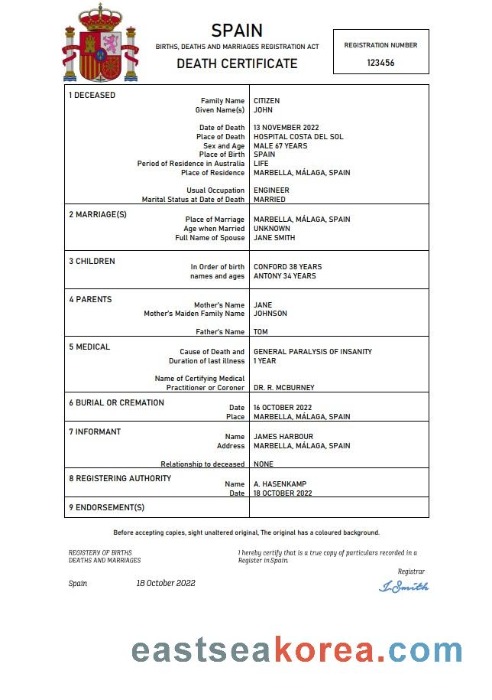 SPAIN
BIRTHS, DEATHS AND MARRIAGES REGISTRATION ACT
DEATH CERTIFICATE
REGISTRATION NUMBER
123456
1 DECEASED
Family Name CITIZEN
Given Name(s) JOHN
Date of Death 13 NOVEMBER 2022
Place of Death HOSPITAL COSTA DEL SOL
Sex and Age MALE 67 YEARS
Place of Birth SPAIN
Period of Residence in Australia LIFE
Place of Residence MARBELLA, MÁLAGA, SPAIN
Usual Occupation ENGINEER
Marital Status at Date of Death MARRIED
2 MARRIAGE(S)
Place of Marriage MARBELLA, MÁLAGA, SPAIN
Age when Married UNKNOWN
Full Name of Spouse JANE SMITH
3 CHILDREN
In Order of birth CONFORD 38 YEARS
names and ages ANTONY 34 YEARS
4 PARENTS
Mother's Name JANE
Mother's Maiden Family Name JOHNSON
Father's Name TOM
5 MEDICAL
Cause of Death and GENERAL PARALYSIS OF INSANITY
Duration of last illness 1 YEAR
Name of Certifying Medical
Practitioner or Coroner DR. R. MCBURNEY
6 BURIAL OR CREMATION
Date 16 OCTOBER 2022
Place MARBELLA, MÁLAGA, SPAIN
7 INFORMANT
Name JAMES HARBOUR
Address MARBELLA, MÁLAGA, SPAIN
Relationship to deceased NONE
8 REGISTERING AUTHORITY
Name A. HASENKAMP
Date 18 OCTOBER 2022
9 ENDORSEMENT(S)
Before accepting copies, sight unaltered original, The original has a coloured background.
REGISTERY OF BIRTHS
DEATHS AND MARRIAGES
I hereby certify that is a true copy of particulars recorded in a
Register in Spain.
Registrar
Spain 18 October 2022
I. Smith
eastseakorea.com